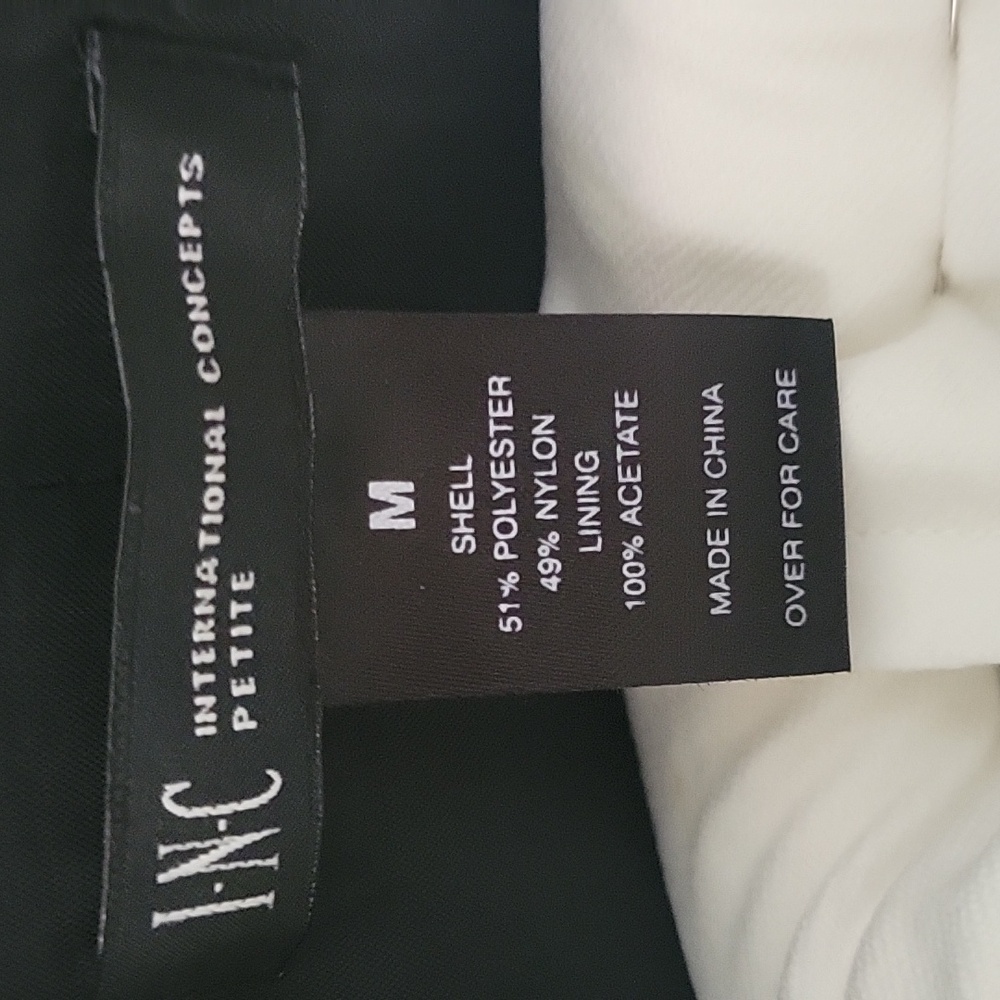 I·N·C
INTERNATIONAL CONCEPTS
PETITE
M
SHELL
51% POLYESTER
49% NYLON
LINING
100% ACETATE
MADE IN CHINA
OVER FOR CARE